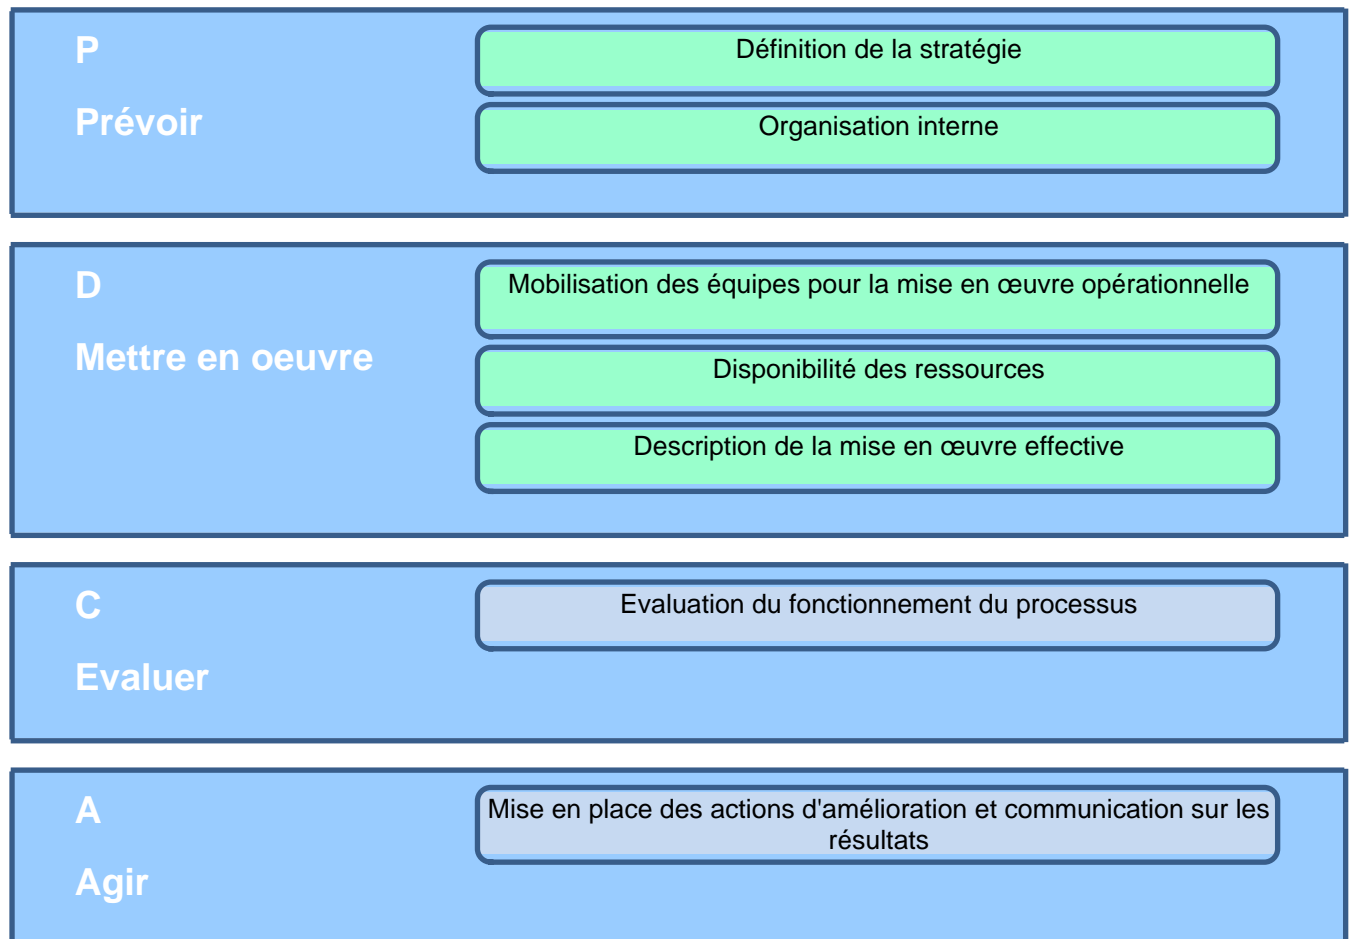 P
Prévoir
Définition de la stratégie
Organisation interne
D
Mettre en oeuvre
Mobilisation des équipes pour la mise en œuvre opérationnelle
Disponibilité des ressources
Description de la mise en œuvre effective
C
Evaluer
Evaluation du fonctionnement du processus
A
Agir
Mise en place des actions d'amélioration et communication sur les
résultats